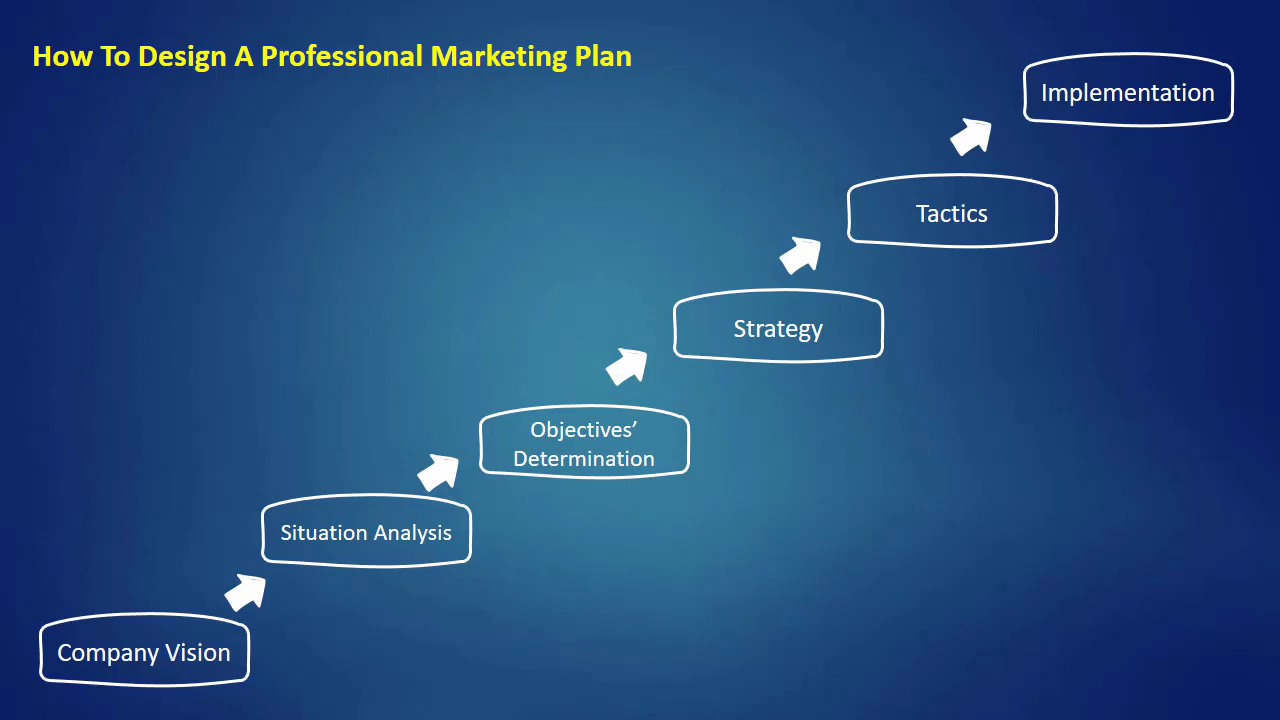 How To Design A Professional Marketing Plan
Implementation
Tactics
Strategy
Objectives’
Determination
Situation Analysis
Company Vision